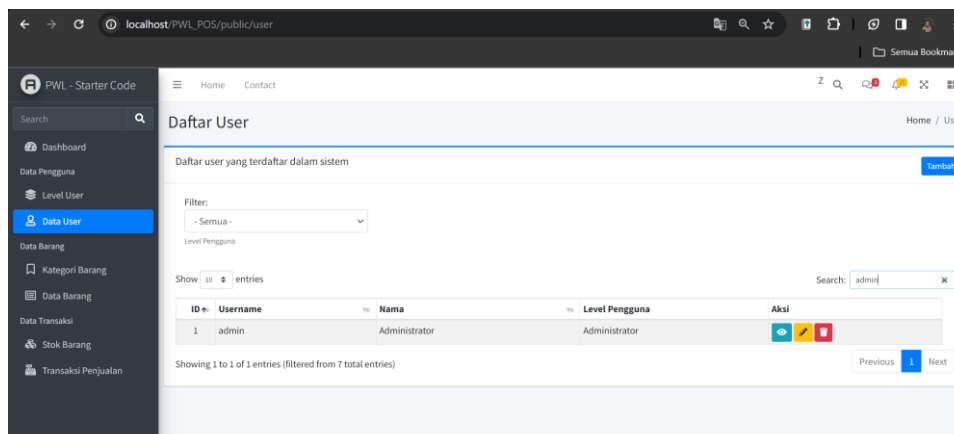 localhost/PWL_POS/public/user
Semua Bookma
PWL - Starter Code
Home Contact
Search
Daftar User
Home / Us
Dashboard
Data Pengguna
Level User
Data User
Data Barang
Kategori Barang
Data Barang
Data Transaksi
Stok Barang
Transaksi Penjualan
Daftar user yang terdaftar dalam sistem
Tambah
Filter:
- Semua -
Level Pengguna
Show 10 entries
Search: admin
ID Username Nama Level Pengguna Aksi
1 admin Administrator Administrator
Showing 1 to 1 of 1 entries (filtered from 7 total entries)
Previous 1 Next